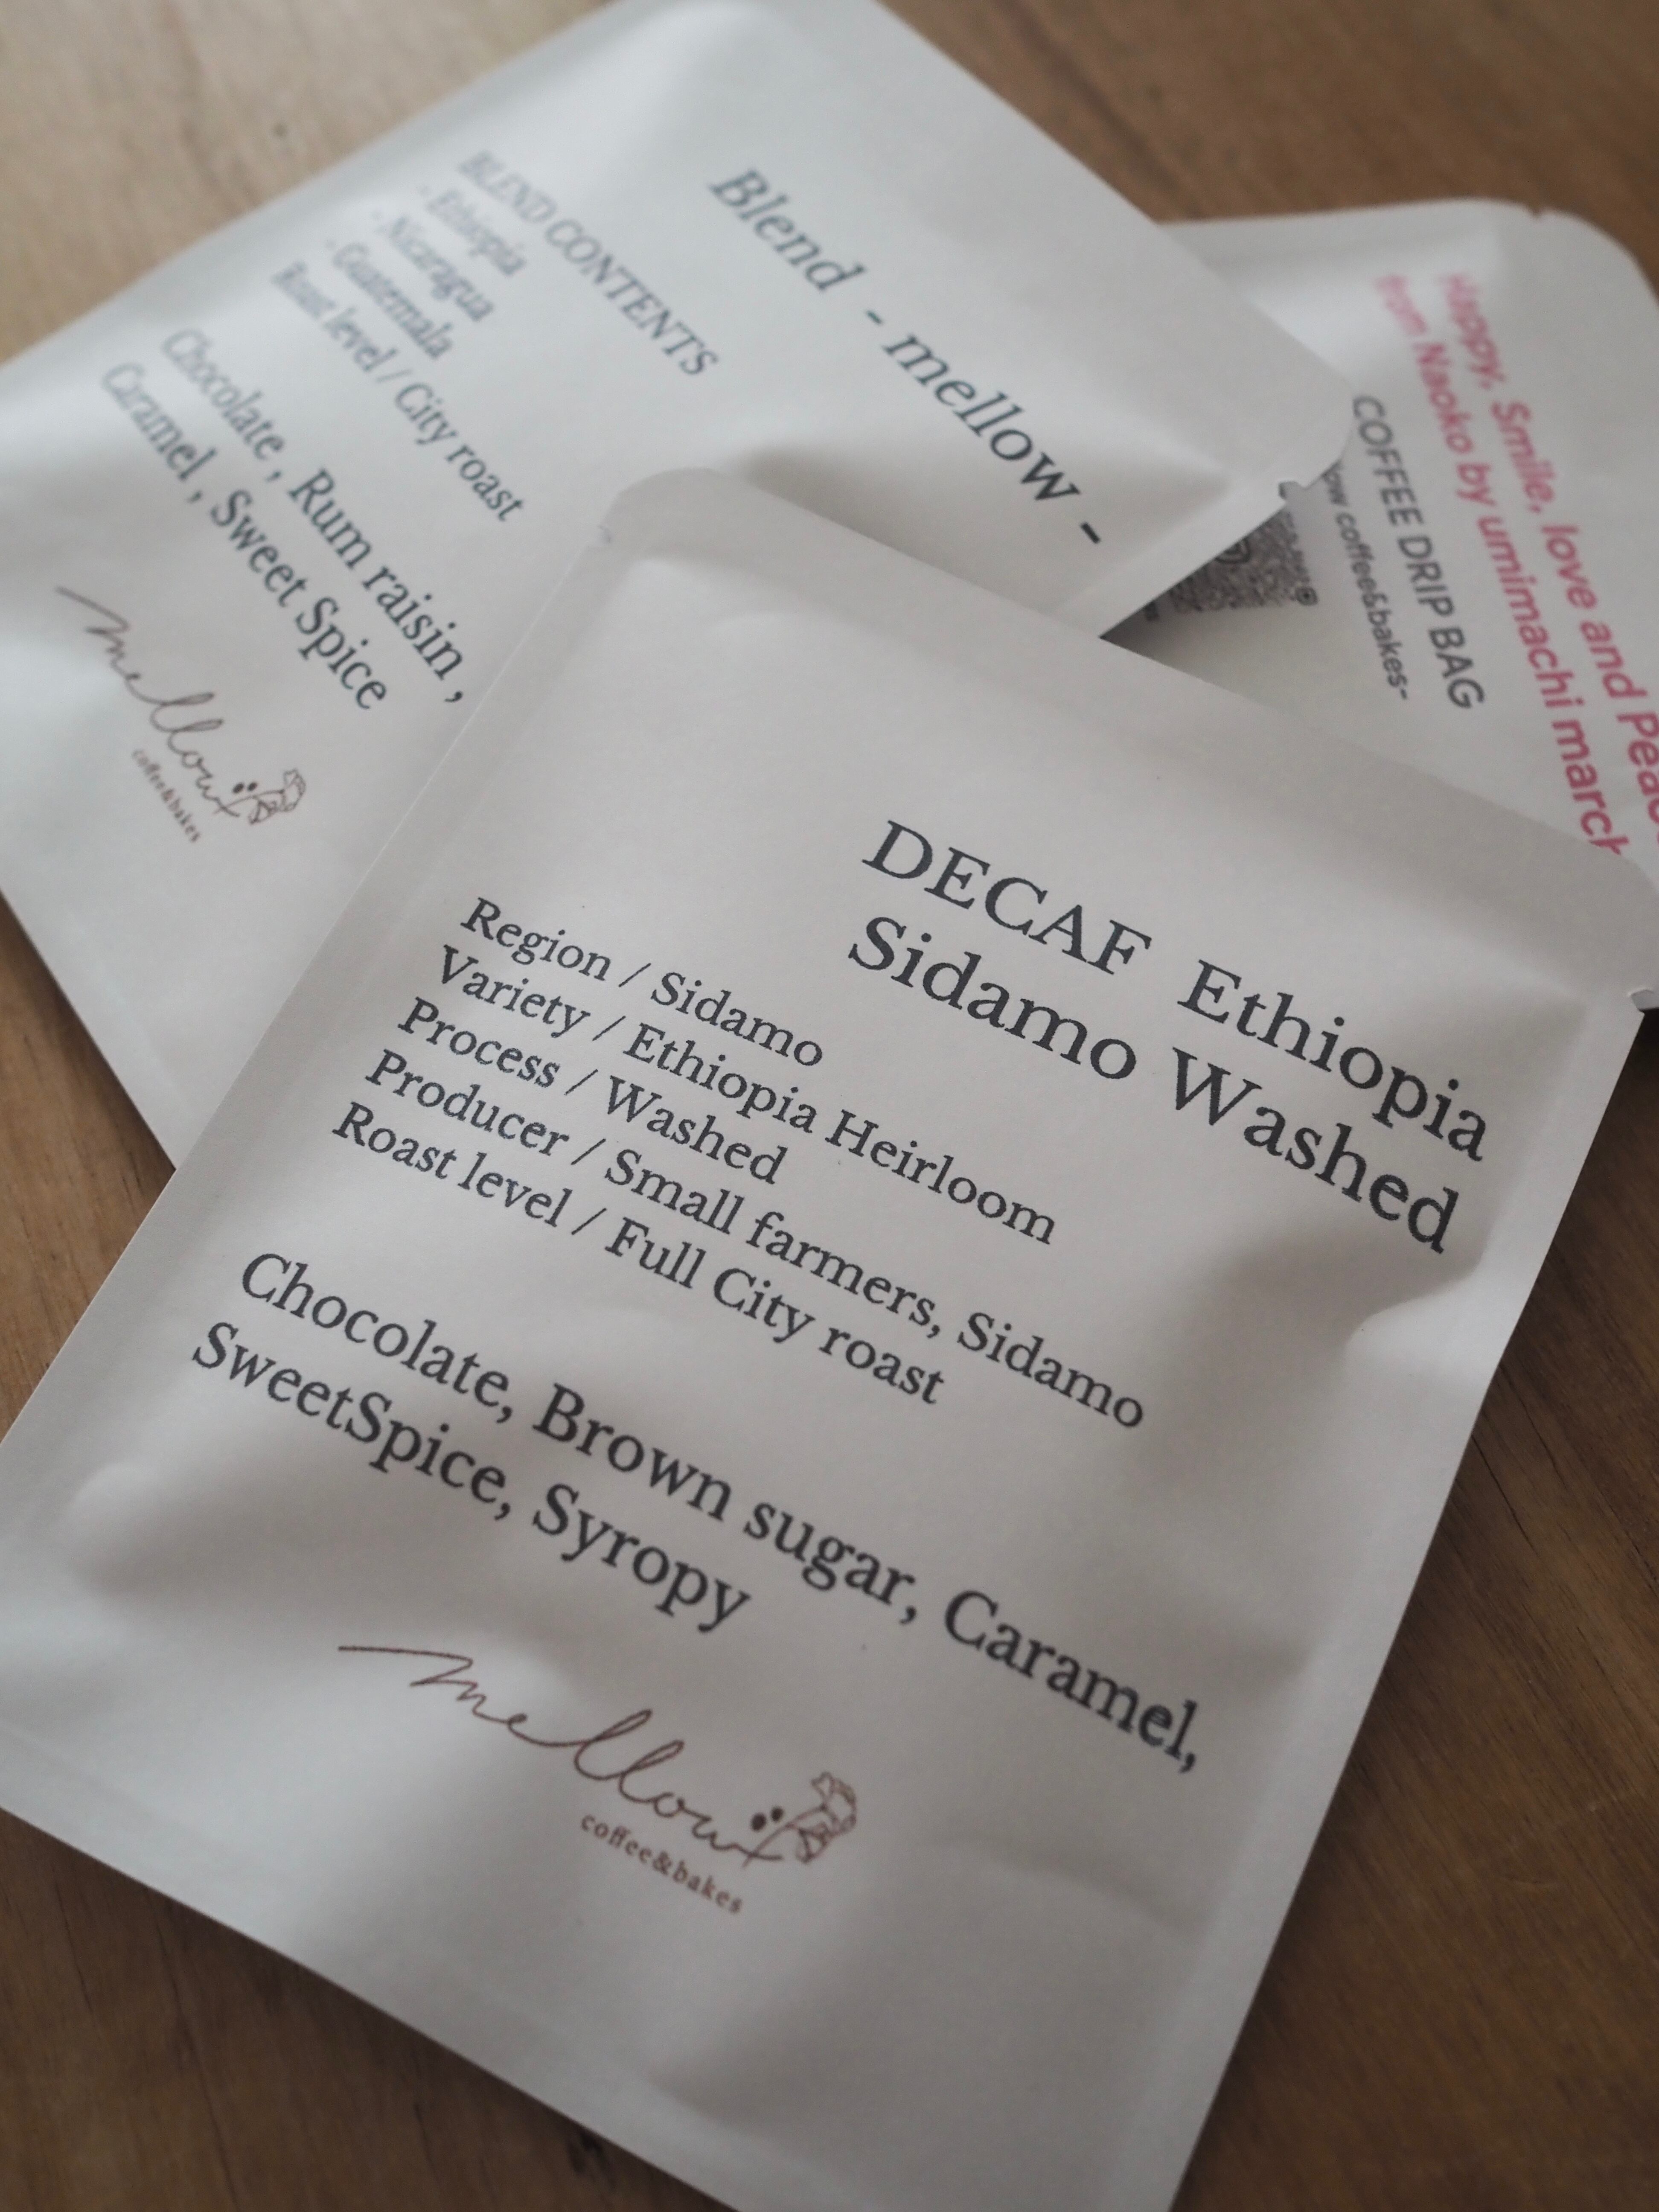 Blend - mellow -
BLEND CONTENTS
- Ethiopia
- Nicaragua
- Guatemala
Roast level / City roast
Chocolate , Rum raisin ,
Caramel , Sweet Spice
mellow
coffee&bakes
Happy, Smile, love and
from Naoko by umimachi march
COFFEE DRIP BAG
coffee&bakes-
DECAF Ethiopia
Sidamo Washed
Region / Sidamo
Variety / Ethiopia Heirloom
Process / Washed
Producer / Small farmers, Sidamo
Roast level / Full City roast
Chocolate, Brown sugar, Caramel,
SweetSpice, Syropy
mellow
coffee&bakes